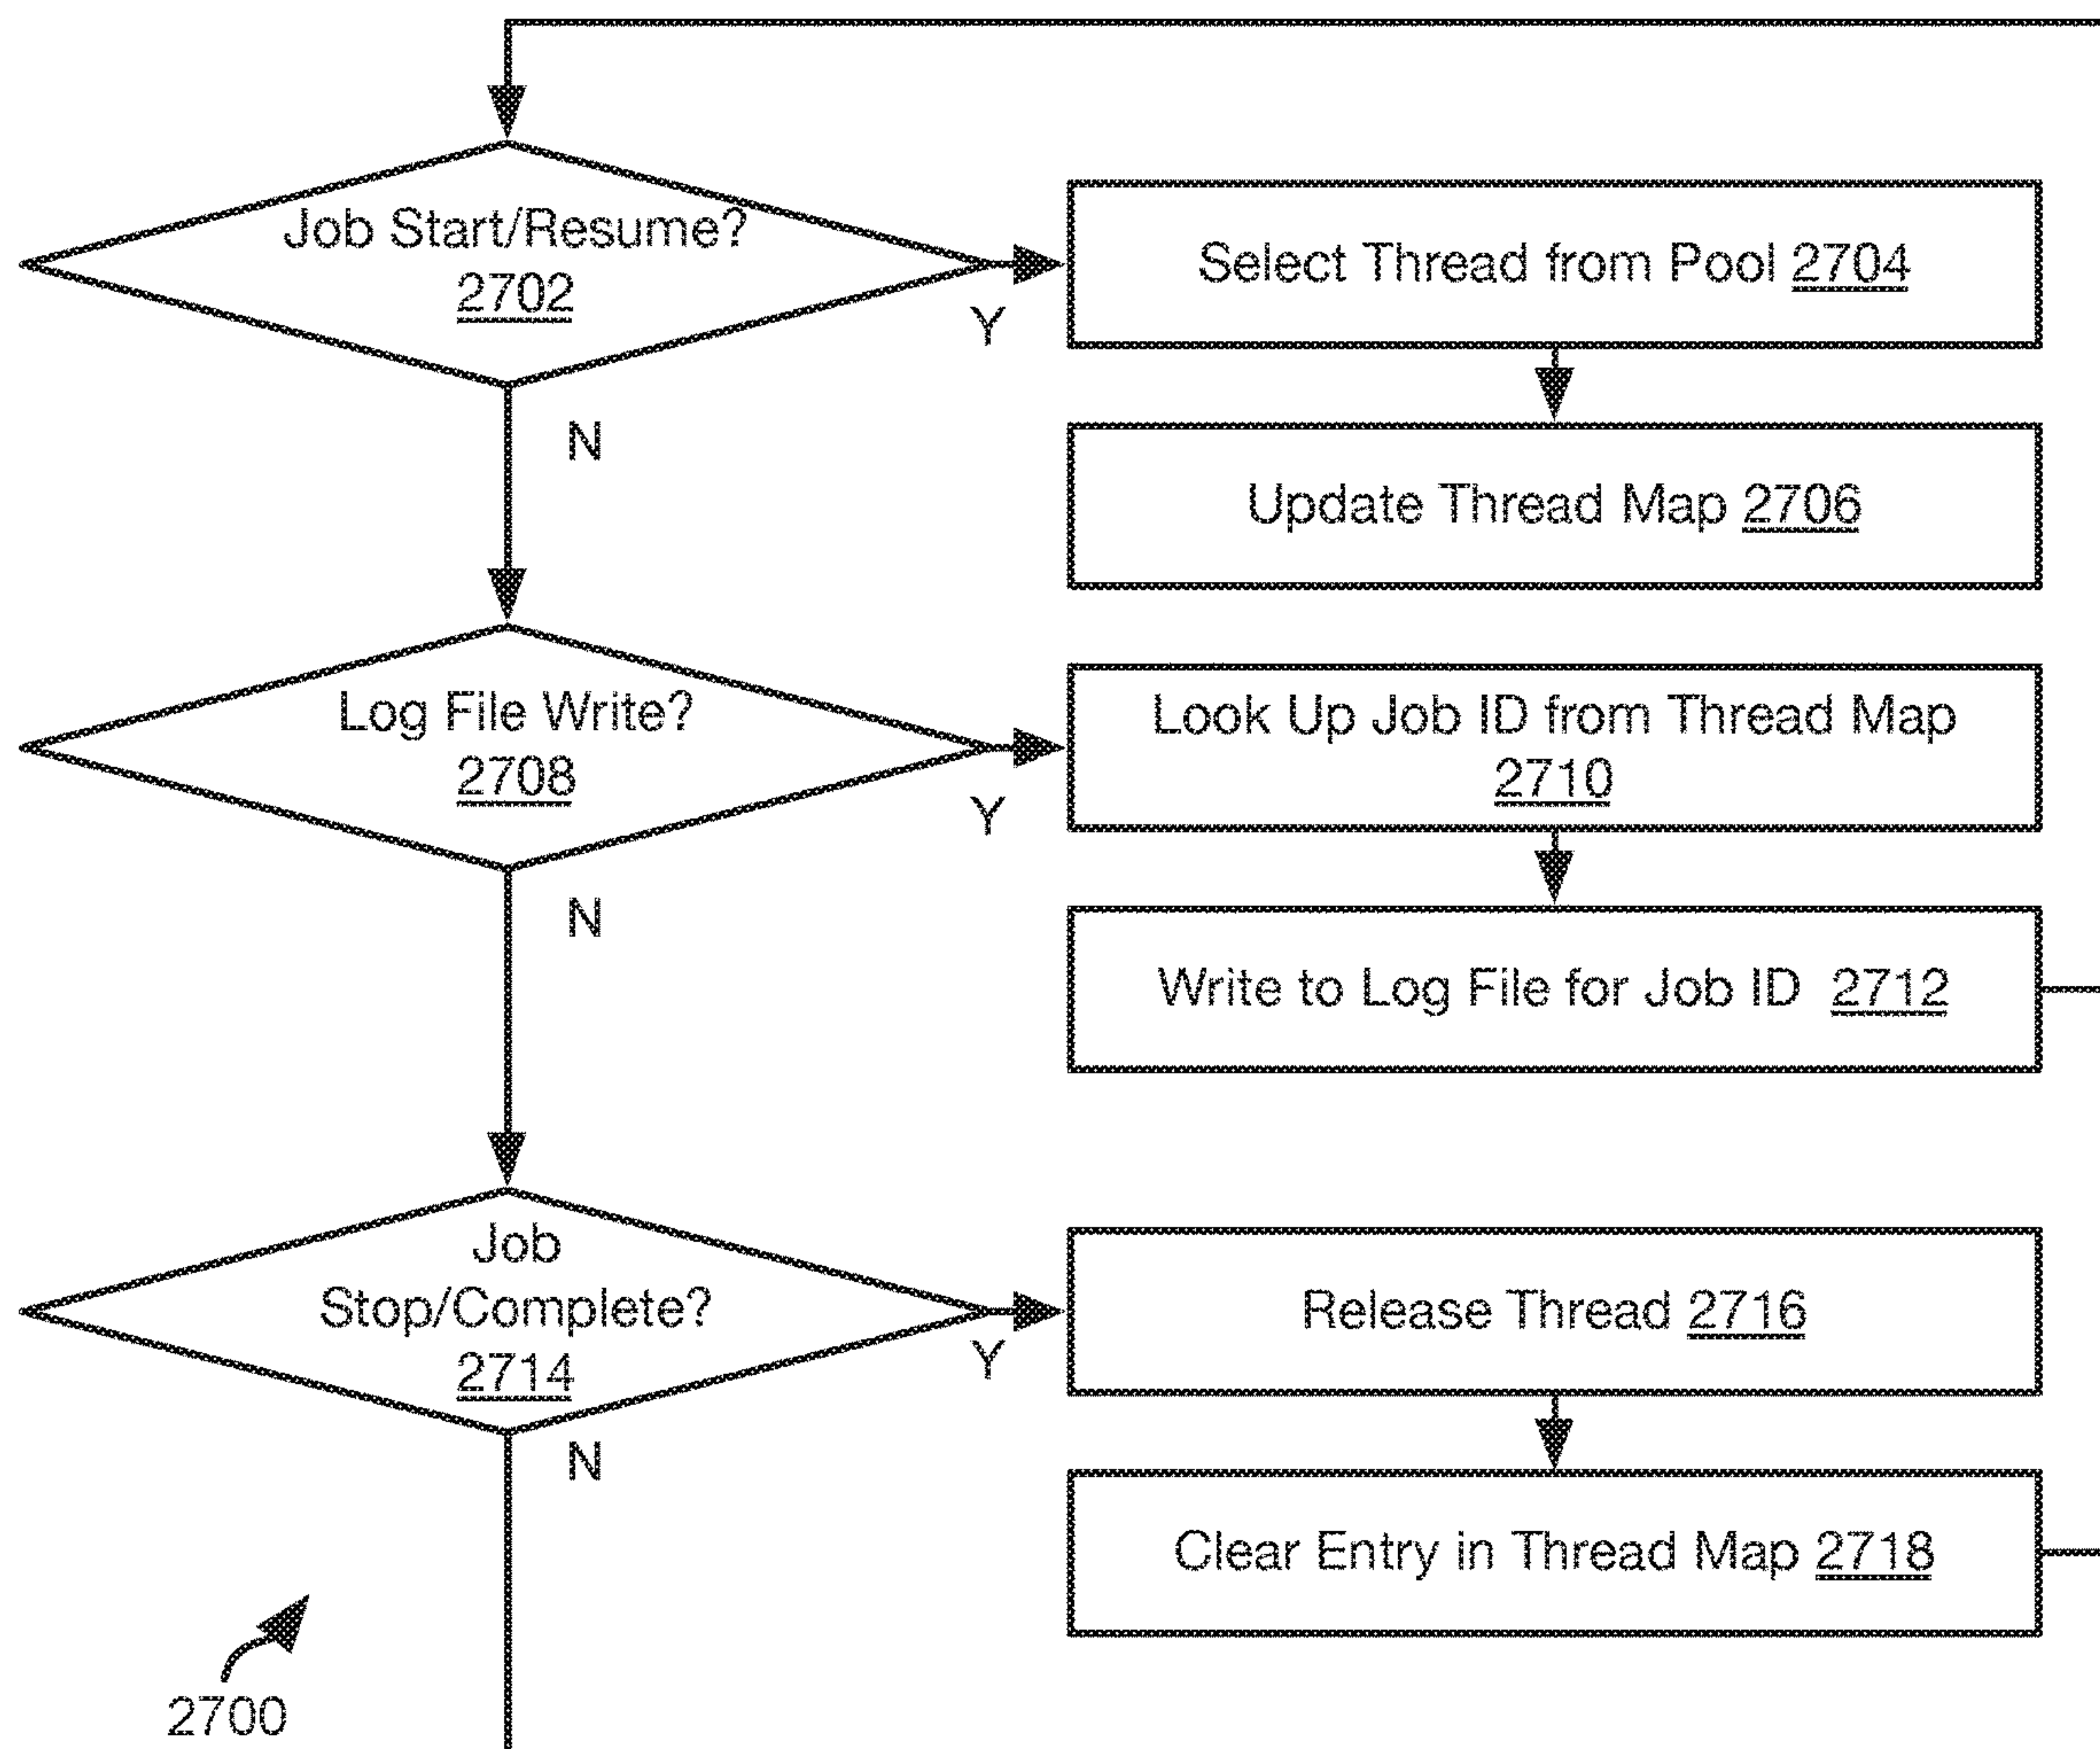 Job Start/Resume?
2702
Y
N
Select Thread from Pool 2704
Update Thread Map 2706
Log File Write?
2708
Y
N
Look Up Job ID from Thread Map
2710
Write to Log File for Job ID 2712
Job
Stop/Complete?
2714
Y
N
Release Thread 2716
Clear Entry in Thread Map 2718
2700